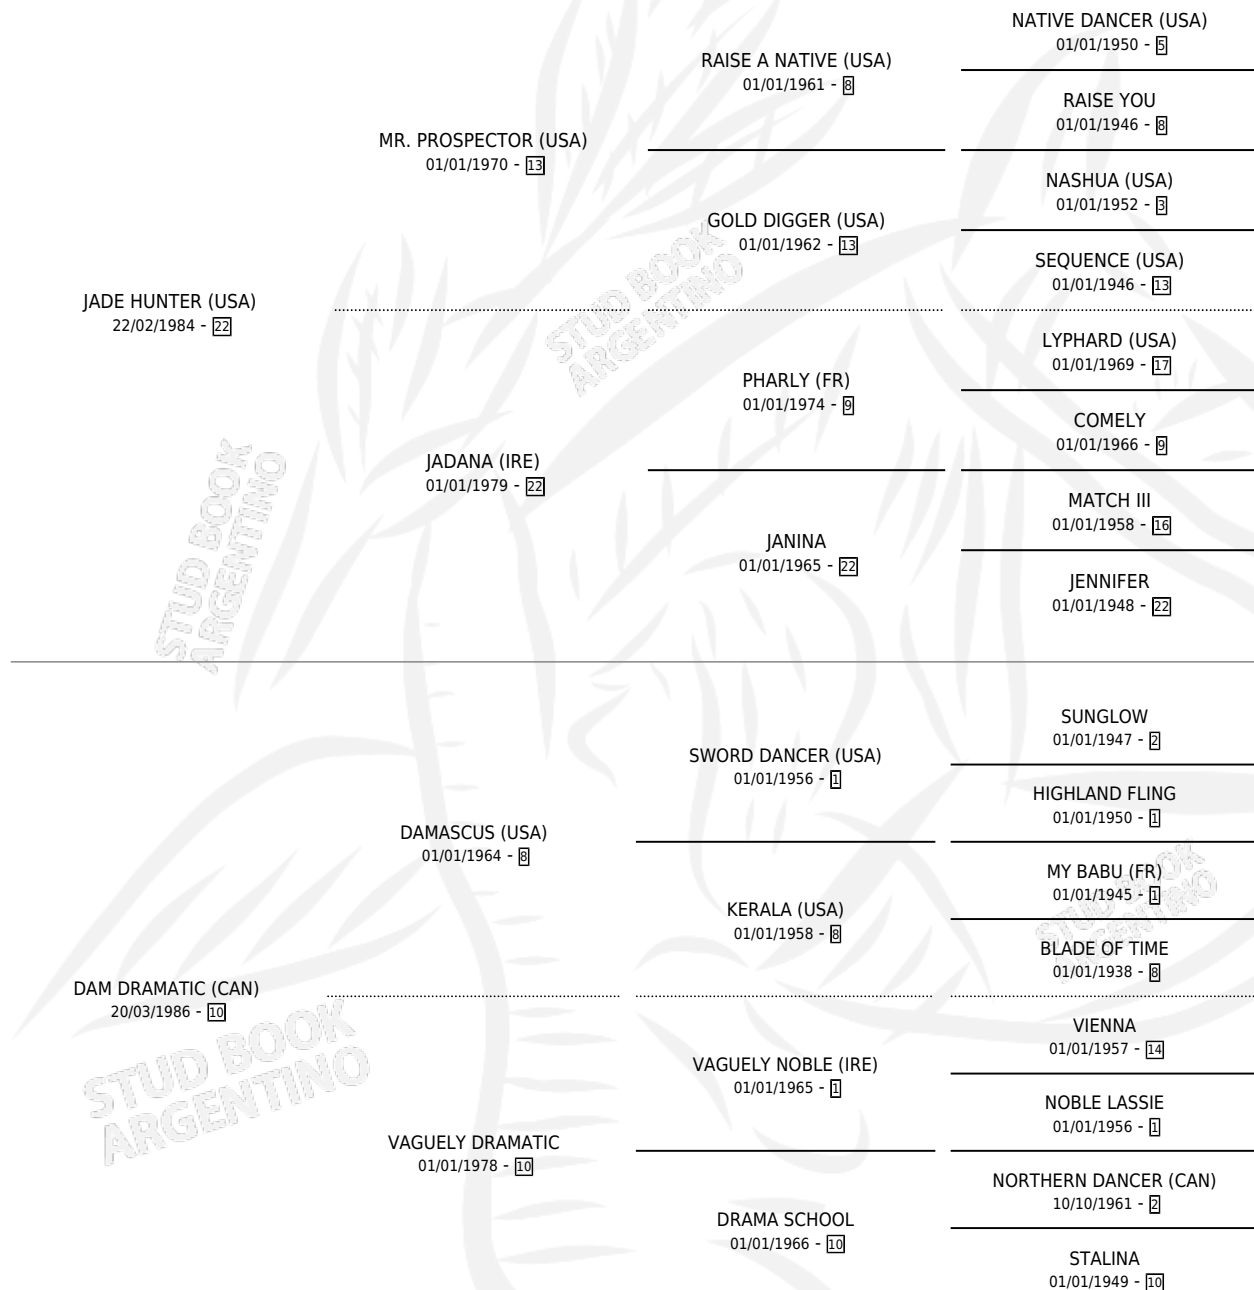 NATIVE DANCER (USA)
01/01/1950 - 5
RAISE A NATIVE (USA)
01/01/1961 - 8
RAISE YOU
01/01/1946 - 8
MR. PROSPECTOR (USA)
01/01/1970 - 13
NASHUA (USA)
01/01/1952 - 3
GOLD DIGGER (USA)
01/01/1962 - 13
SEQUENCE (USA)
01/01/1946 - 13
JADE HUNTER (USA)
22/02/1984 - 22
STUD BOOK
ARGENTINO
LYPHARD (USA)
01/01/1969 - 17
PHARLY (FR)
01/01/1974 - 9
COMELY
01/01/1966 - 9
JADANA (IRE)
01/01/1979 - 22
MATCH III
01/01/1958 - 16
JANINA
01/01/1965 - 22
JENNIFER
01/01/1948 - 22
STUD BOOK
ARGENTINO
SUNGLOW
01/01/1947 - 2
SWORD DANCER (USA)
01/01/1956 - 1
HIGHLAND FLING
01/01/1950 - 1
DAMASCUS (USA)
01/01/1964 - 8
MY BABU (FR)
01/01/1945 - 1
KERALA (USA)
01/01/1958 - 8
BLADE OF TIME
01/01/1938 - 8
STUD BOOK
ARGENTINO
DAM DRAMATIC (CAN)
20/03/1986 - 10
VIENNA
01/01/1957 - 14
VAGUELY NOBLE (IRE)
01/01/1965 - 1
NOBLE LASSIE
01/01/1956 - 1
STUD BOOK
ARGENTINO
VAGUELY DRAMATIC
01/01/1978 - 10
NORTHERN DANCER (CAN)
10/10/1961 - 2
DRAMA SCHOOL
01/01/1966 - 10
STALINA
01/01/1949 - 10